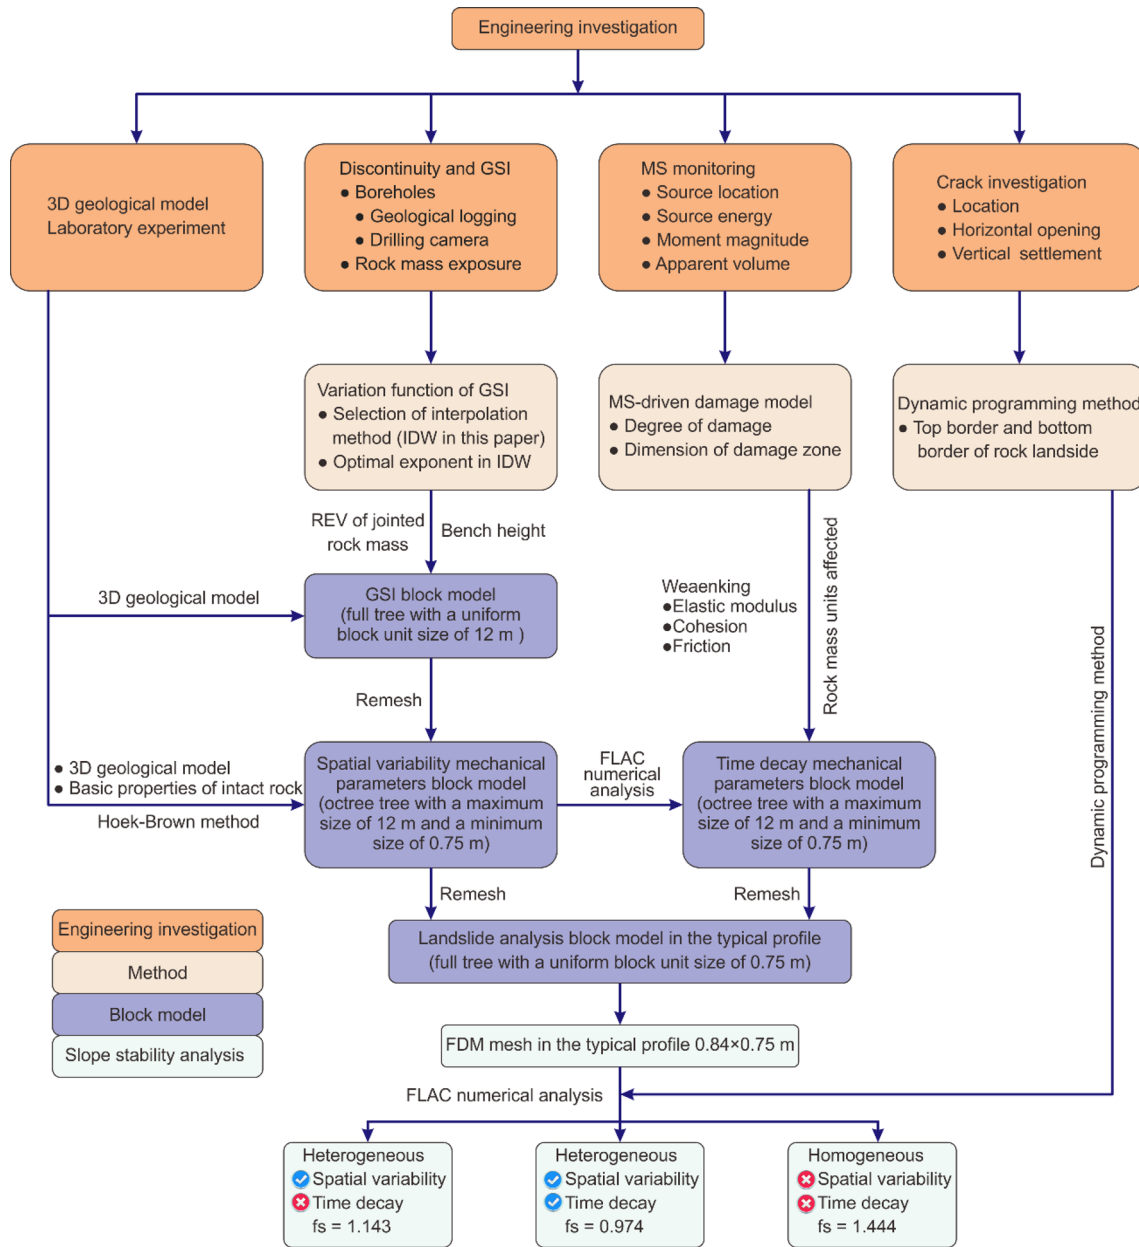 Engineering investigation
3D geological model
Laboratory experiment
Discontinuity and GSI
● Boreholes
● Geological logging
● Drilling camera
● Rock mass exposure
MS monitoring
● Source location
● Source energy
● Moment magnitude
● Apparent volume
Crack investigation
● Location
● Horizontal opening
● Vertical settlement
Variation function of GSI
● Selection of interpolation
method (IDW in this paper)
● Optimal exponent in IDW
MS-driven damage model
● Degree of damage
● Dimension of damage zone
Dynamic programming method
● Top border and bottom
border of rock landside
REV of jointed
rock mass
Bench height
3D geological model
GSI block model
(full tree with a uniform
block unit size of 12 m )
Weaenking
●Elastic modulus
●Cohesion
●Friction
Rock mass units affected
Dynamic programming method
Remesh
● 3D geological model
● Basic properties of intact rock
Hoek-Brown method
Spatial variability mechanical
parameters block model
(octree tree with a maximum
size of 12 m and a minimum
size of 0.75 m)
FLAC
numerical
analysis
Time decay mechanical
parameters block model
(octree tree with a maximum
size of 12 m and a minimum
size of 0.75 m)
Remesh
Remesh
Landslide analysis block model in the typical profile
(full tree with a uniform block unit size of 0.75 m)
Engineering investigation
Method
Block model
Slope stability analysis
FDM mesh in the typical profile 0.84×0.75 m
FLAC numerical analysis
Heterogeneous
Spatial variability
Time decay
fs = 1.143
Heterogeneous
Spatial variability
Time decay
fs = 0.974
Homogeneous
Spatial variability
Time decay
fs = 1.444